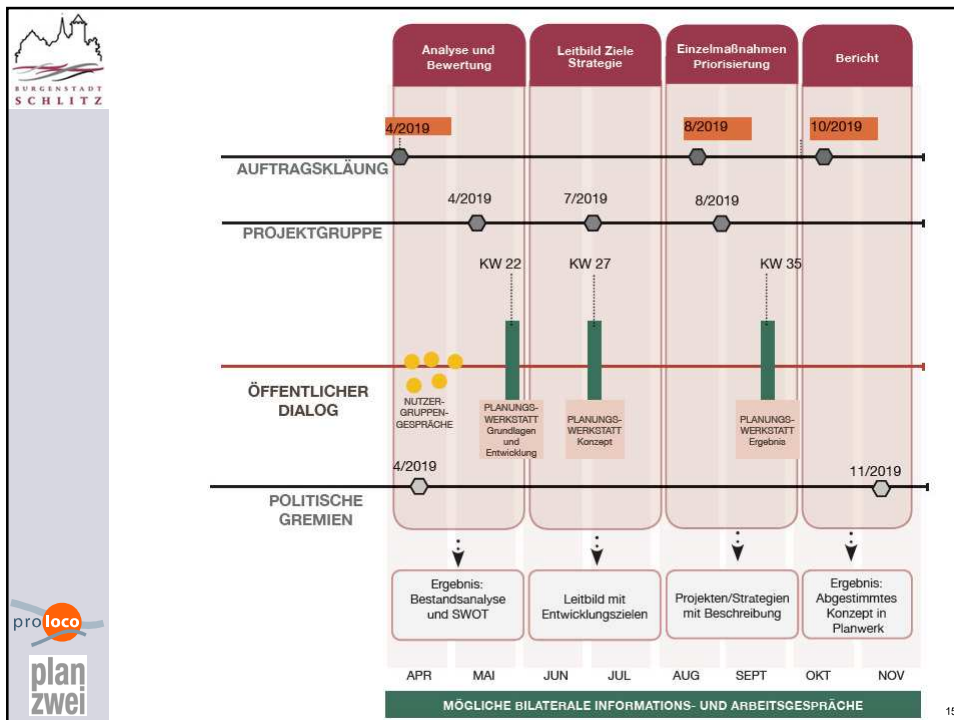 BURGENSTADT
SCHLITZ
Analyse und
Bewertung
Leitbild Ziele
Strategie
Einzelmaßnahmen
Priorisierung
Bericht
4/2019
8/2019
10/2019
AUFTRAGSKLÄUNG
4/2019
7/2019
8/2019
PROJEKTGRUPPE
KW 22
KW 27
KW 35
ÖFFENTLICHER
DIALOG
NUTZER-
GRUPPEN-
GESPRÄCHE
PLANUNGS-
WERKSTATT
Grundlagen
und
Entwicklung
PLANUNGS-
WERKSTATT
Konzept
PLANUNGS-
WERKSTATT
Ergebnis
4/2019
11/2019
POLITISCHE
GREMIEN
Ergebnis:
Bestandsanalyse
und SWOT
Leitbild mit
Entwicklungszielen
Projekten/Strategien
mit Beschreibung
Ergebnis:
Abgestimmtes
Konzept in
Planwerk
proloco
plan
zwei
APR MAI JUN JUL AUG SEPT OKT NOV
MÖGLICHE BILATERALE INFORMATIONS- UND ARBEITSGESPRÄCHE
15